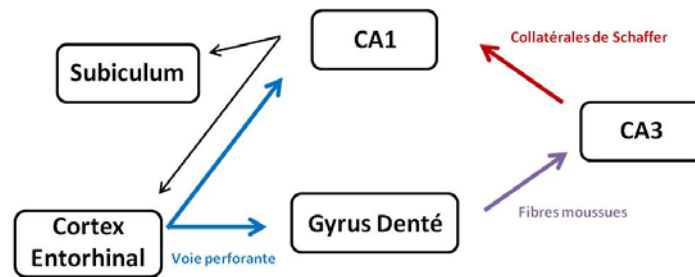 CA1
Collatérales de Schaffer
Subiculum
CA3
Cortex
Entorhinal
Gyrus Denté
Fibres moussues
Voie perforante